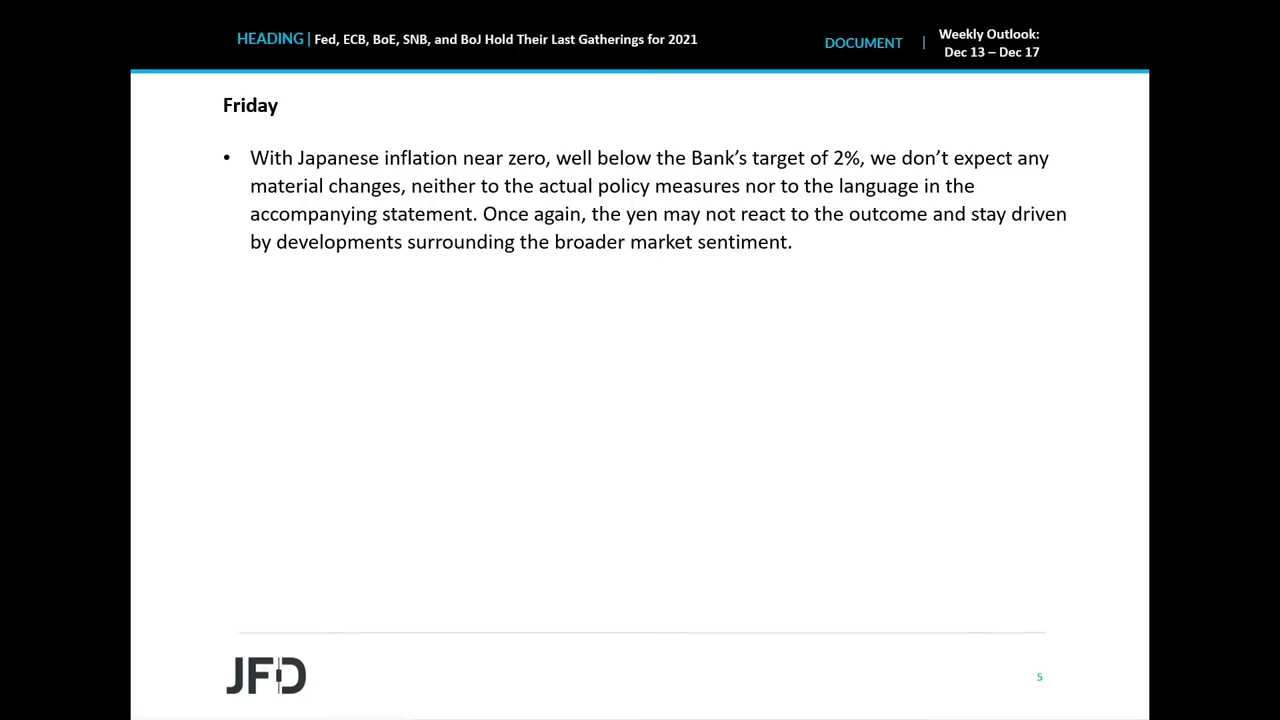 HEADING | Fed, ECB, BoE, SNB, and BoJ Hold Their Last Gatherings for 2021
DOCUMENT | Weekly Outlook:
Dec 13 – Dec 17
Friday
• With Japanese inflation near zero, well below the Bank’s target of 2%, we don’t expect any
material changes, neither to the actual policy measures nor to the language in the
accompanying statement. Once again, the yen may not react to the outcome and stay driven
by developments surrounding the broader market sentiment.
JFD
5